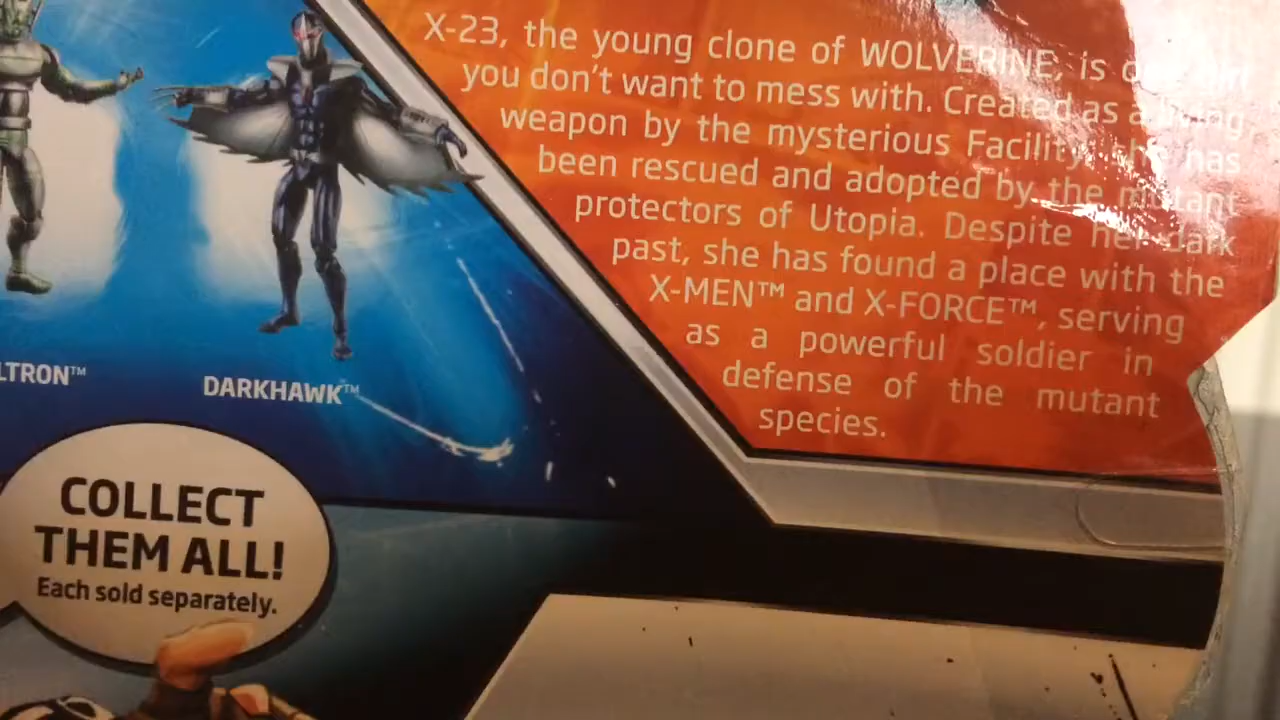 X-23, the young clone of WOLVERINE, is one girl
you don't want to mess with. Created as a living
weapon by the mysterious Facility, she has
been rescued and adopted by the mutant
protectors of Utopia. Despite her dark
past, she has found a place with the
X-MEN™ and X-FORCE™, serving
as a powerful soldier in
defense of the mutant
species.
LTRON™
DARKHAWK™
COLLECT
THEM ALL!
Each sold separately.